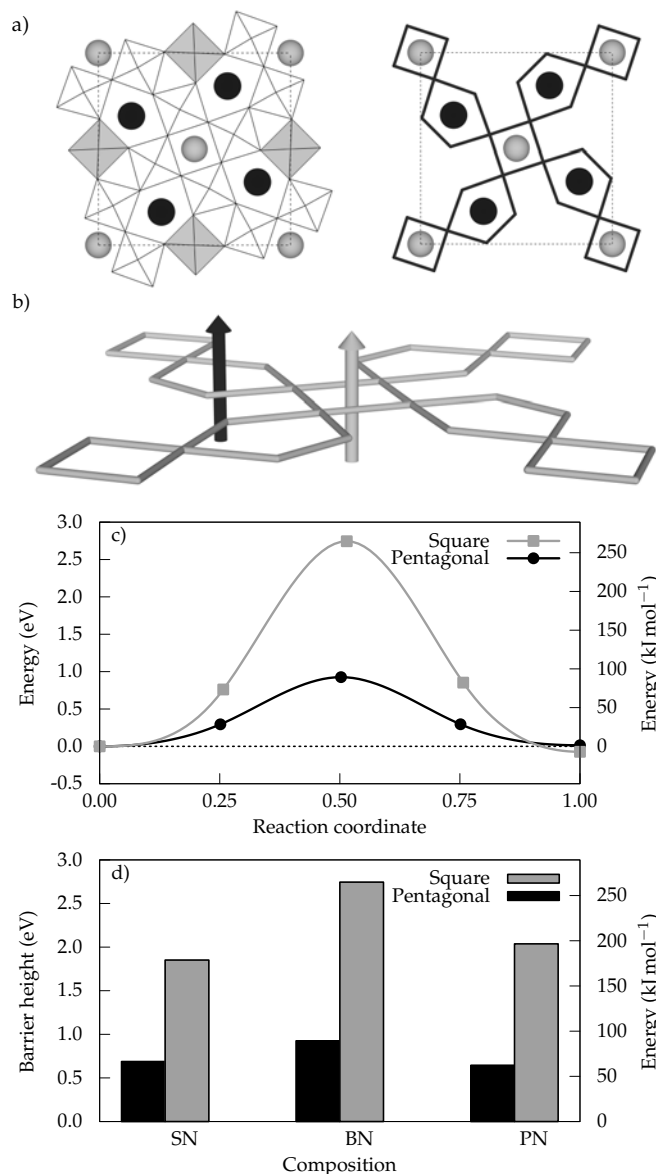 a)
b)
c)
Square
Pentagonal
3.0
2.5
2.0
1.5
1.0
0.5
0.0
-0.5
Energy (eV)
250
200
150
100
50
0
Energy (kJ mol⁻¹)
0.00 0.25 0.50 0.75 1.00
Reaction coordinate
d)
Square
Pentagonal
3.0
2.5
2.0
1.5
1.0
0.5
0.0
Barrier height (eV)
250
200
150
100
50
0
Energy (kJ mol⁻¹)
SN BN PN
Composition